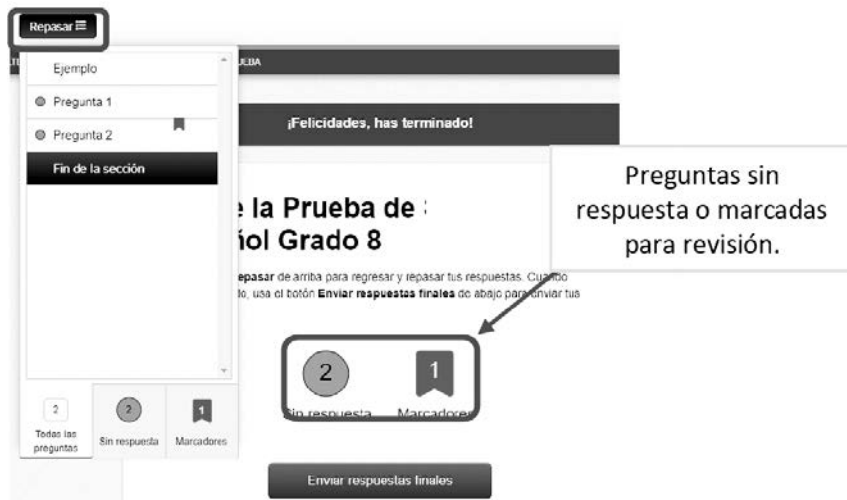 Repasar
UEBA
Ejemplo
Pregunta 1
Pregunta 2
Fin de la sección
¡Felicidades, has terminado!
Preguntas sin
respuesta o marcadas
para revisión.
e la Prueba de
ñol Grado 8
epasar de arriba para regresar y repasar tus respuestas. Cuando
lo, usa el botón Enviar respuestas finales de abajo para enviar tus
2
1
Sin respuesta
Marcadores
2
2
1
Todas las
preguntas
Sin respuesta
Marcadores
Enviar respuestas finales